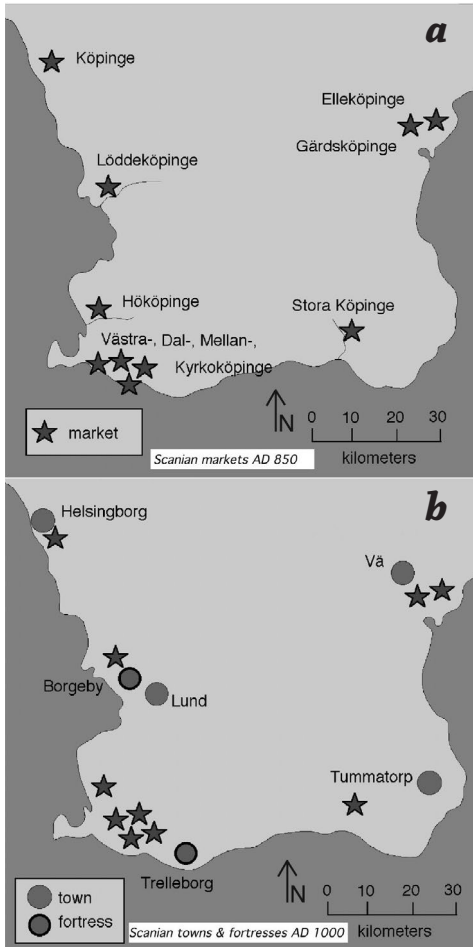 a
Köpinge
Elleköpinge
Gärdsköpinge
Löddeköpinge
Hököpinge
Stora Köpinge
Västra-, Dal-, Mellan-,
Kyrkoköpinge
N
0 10 20 30
kilometers
market
Scanian markets AD 850
b
Helsingborg
Vä
Borgeby
Lund
Tummatorp
Trelleborg
N
0 10 20 30
kilometers
town
fortress
Scanian towns & fortresses AD 1000